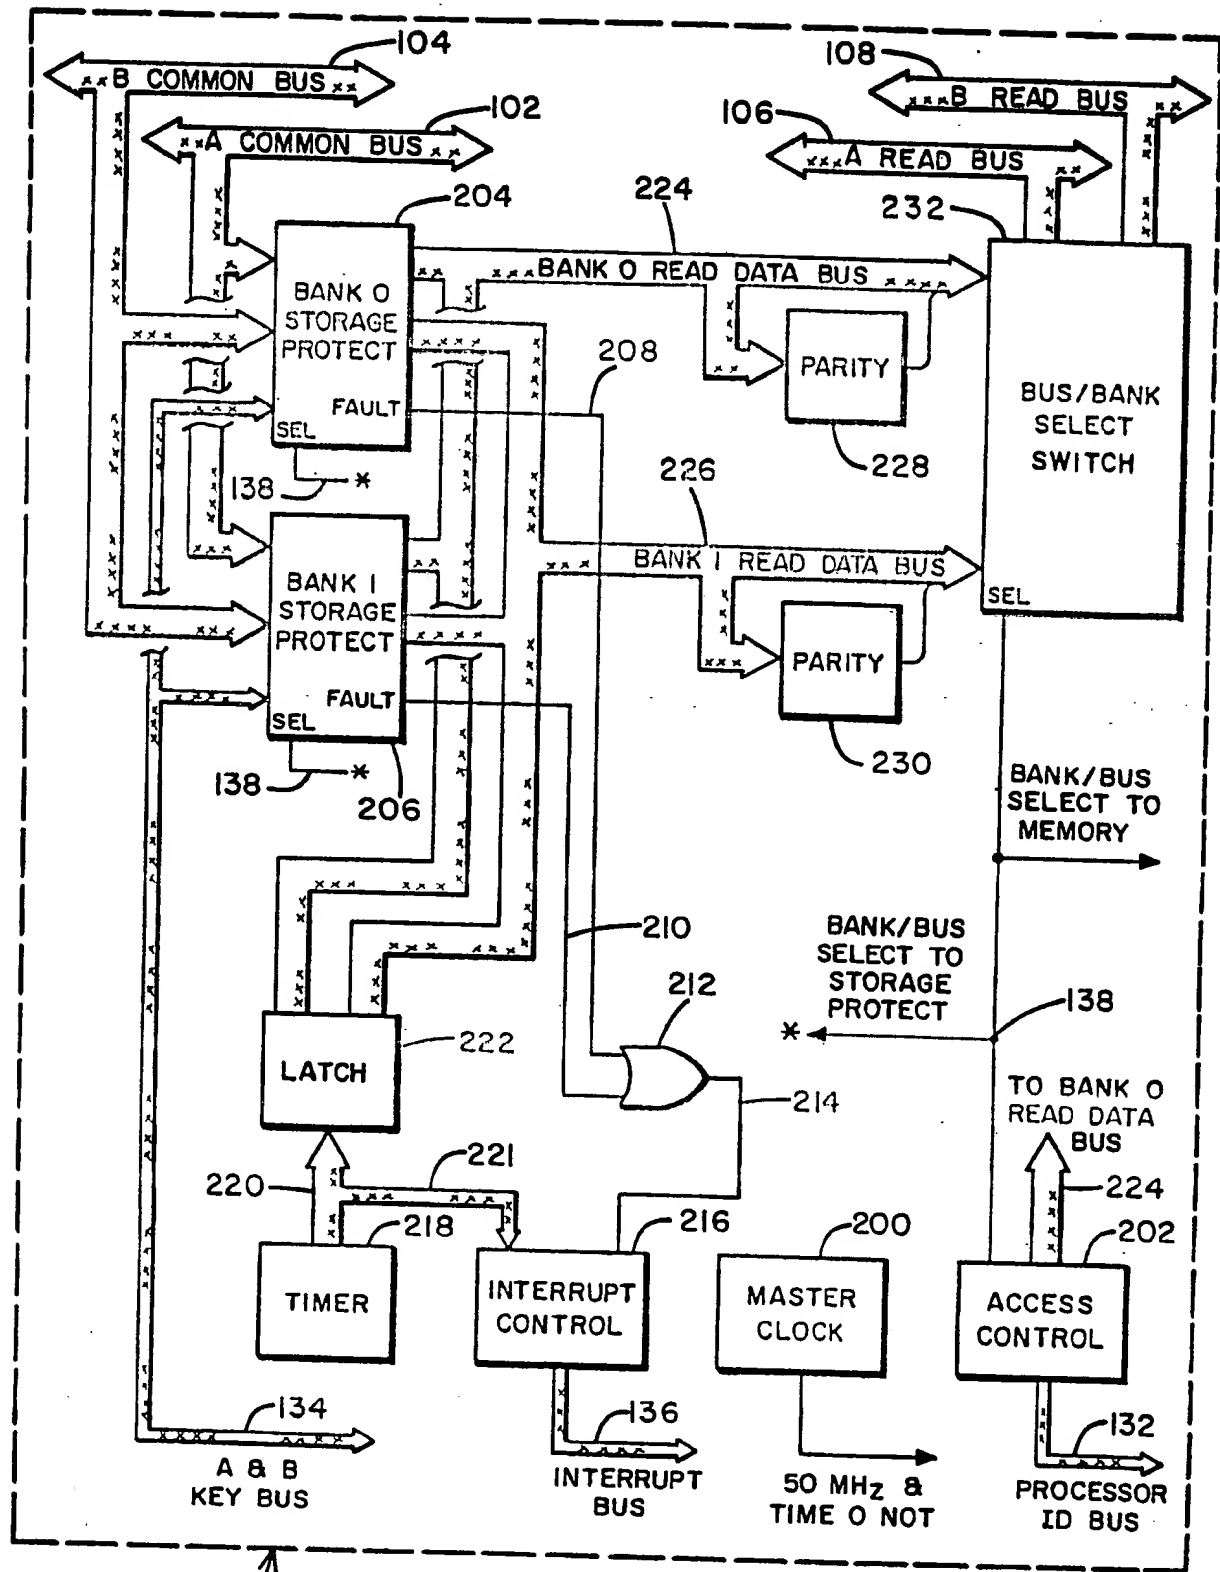 104
B COMMON BUS
102
A COMMON BUS
108
B READ BUS
106
A READ BUS
204
224
232
BANK 0
STORAGE
PROTECT
FAULT
SEL
BANK 0 READ DATA BUS
208
PARITY
228
BUS/BANK
SELECT
SWITCH
SEL
138
*
226
BANK 1 READ DATA BUS
BANK 1
STORAGE
PROTECT
FAULT
SEL
PARITY
230
138
*
206
BANK/BUS
SELECT TO
MEMORY
210
BANK/BUS
SELECT TO
STORAGE
PROTECT
*
138
212
LATCH
222
214
TO BANK 0
READ DATA
BUS
224
220
221
218
216
200
202
TIMER
INTERRUPT
CONTROL
MASTER
CLOCK
ACCESS
CONTROL
134
A & B
KEY BUS
136
INTERRUPT
BUS
50 MHz &
TIME 0 NOT
132
PROCESSOR
ID BUS